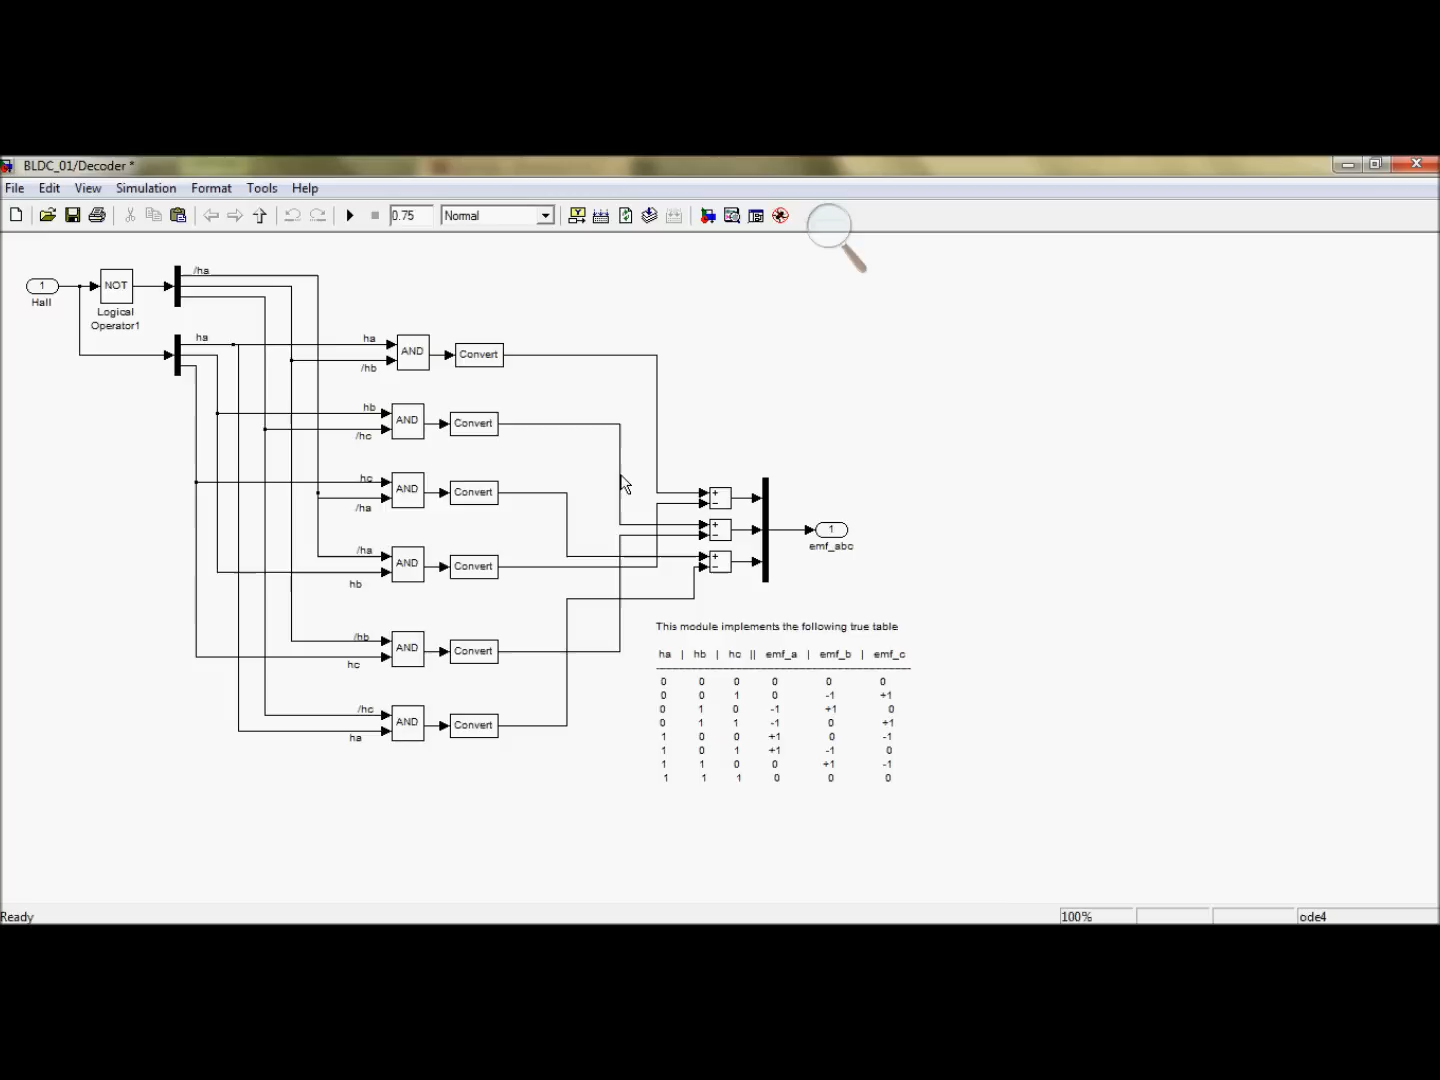 BLDC_01/Decoder *
File Edit View Simulation Format Tools Help
0.75 Normal
/ha
1 NOT
Hall
Logical
Operator1
ha
ha
AND Convert
/hb
hb
AND Convert
/hc
hc
AND Convert
/ha
+
−
+
−
1
/ha
emf_abc
AND Convert
+
−
hb
/hb
AND Convert
hc
/hc
AND Convert
ha
This module implements the following true table
ha | hb | hc || emf_a | emf_b | emf_c
0 0 0 0 0 0
0 0 1 0 -1 +1
0 1 0 -1 +1 0
0 1 1 -1 0 +1
1 0 0 +1 0 -1
1 0 1 +1 -1 0
1 1 0 0 +1 -1
1 1 1 0 0 0
Ready 100% ode4